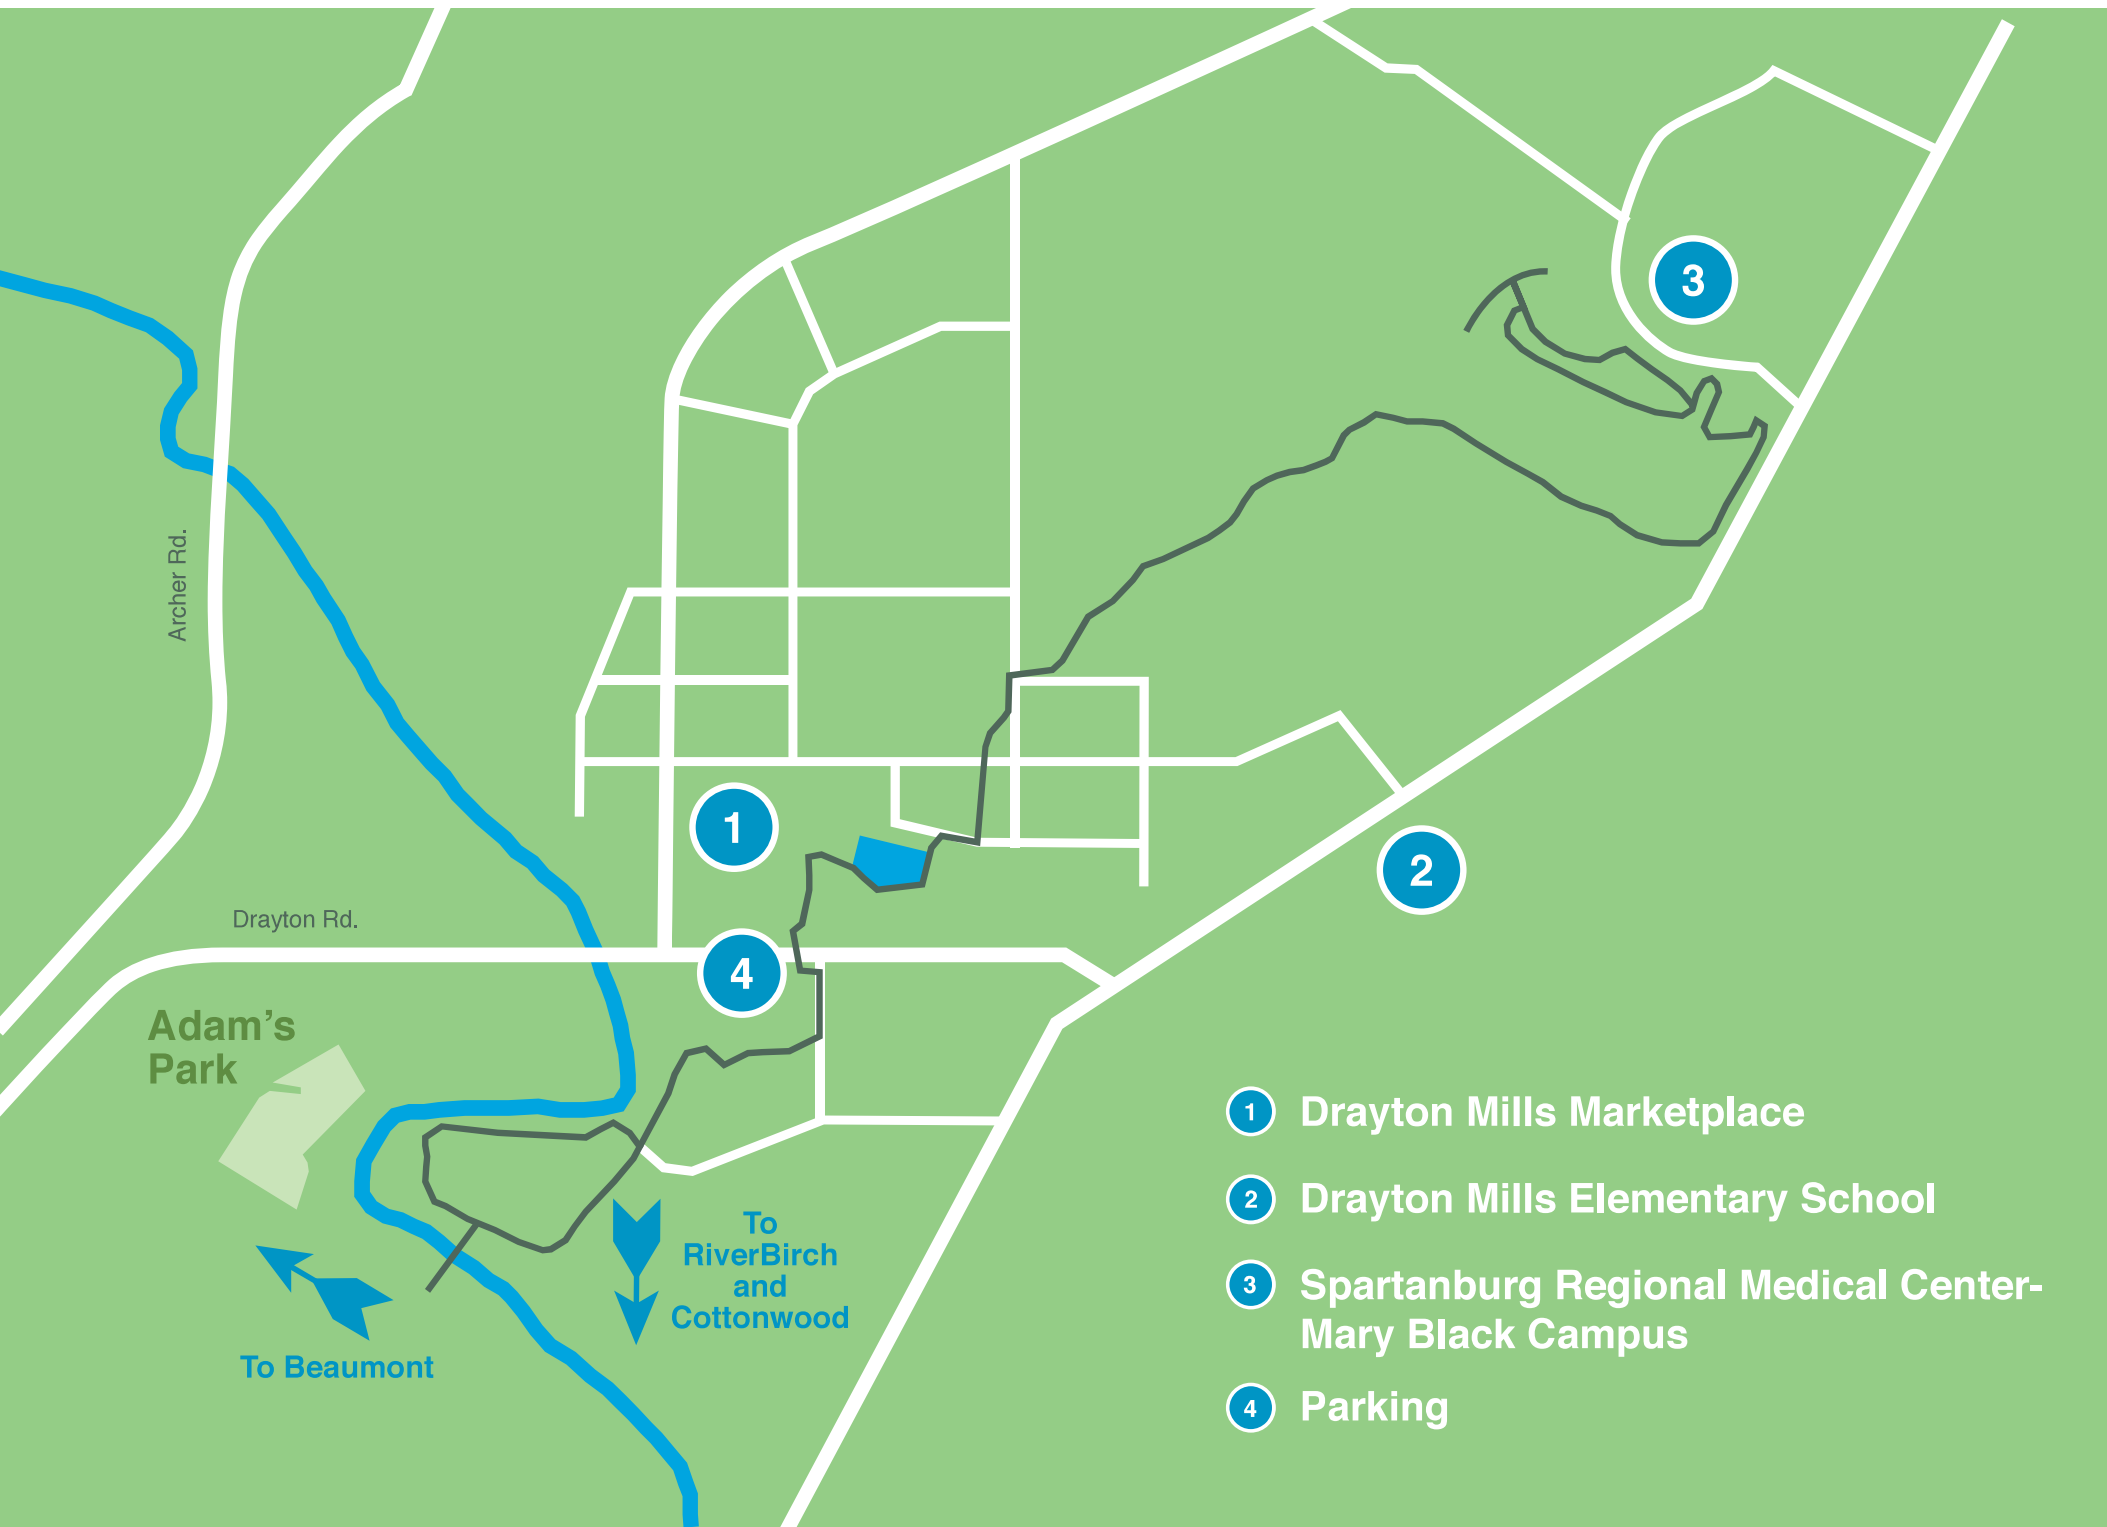 3
Archer Rd.
1
2
Drayton Rd.
4
Adam's
Park
1 Drayton Mills Marketplace
2 Drayton Mills Elementary School
To
RiverBirch
and
Cottonwood
3 Spartanburg Regional Medical Center-
Mary Black Campus
To Beaumont
4 Parking